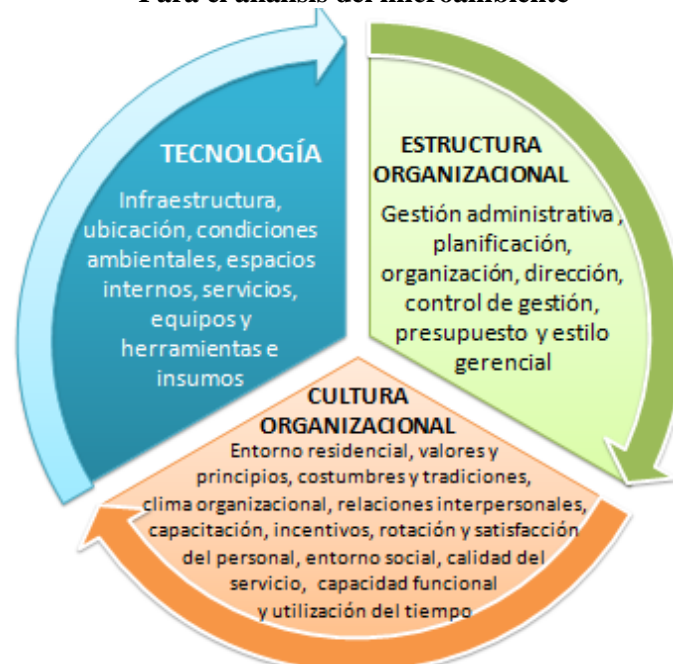 Para el análisis del microambiente
TECNOLOGÍA
Infraestructura,
ubicación, condiciones
ambientales, espacios
internos, servicios,
equipos y
herramientas e
insumos
ESTRUCTURA
ORGANIZACIONAL
Gestión administrativa,
planificación,
organización, dirección,
control de gestión,
presupuesto y estilo
gerencial
CULTURA
ORGANIZACIONAL
Entorno residencial, valores y
principios, costumbres y tradiciones,
clima organizacional, relaciones interpersonales,
capacitación, incentivos, rotación y satisfacción
del personal, entorno social, calidad del
servicio, capacidad funcional
y utilización del tiempo